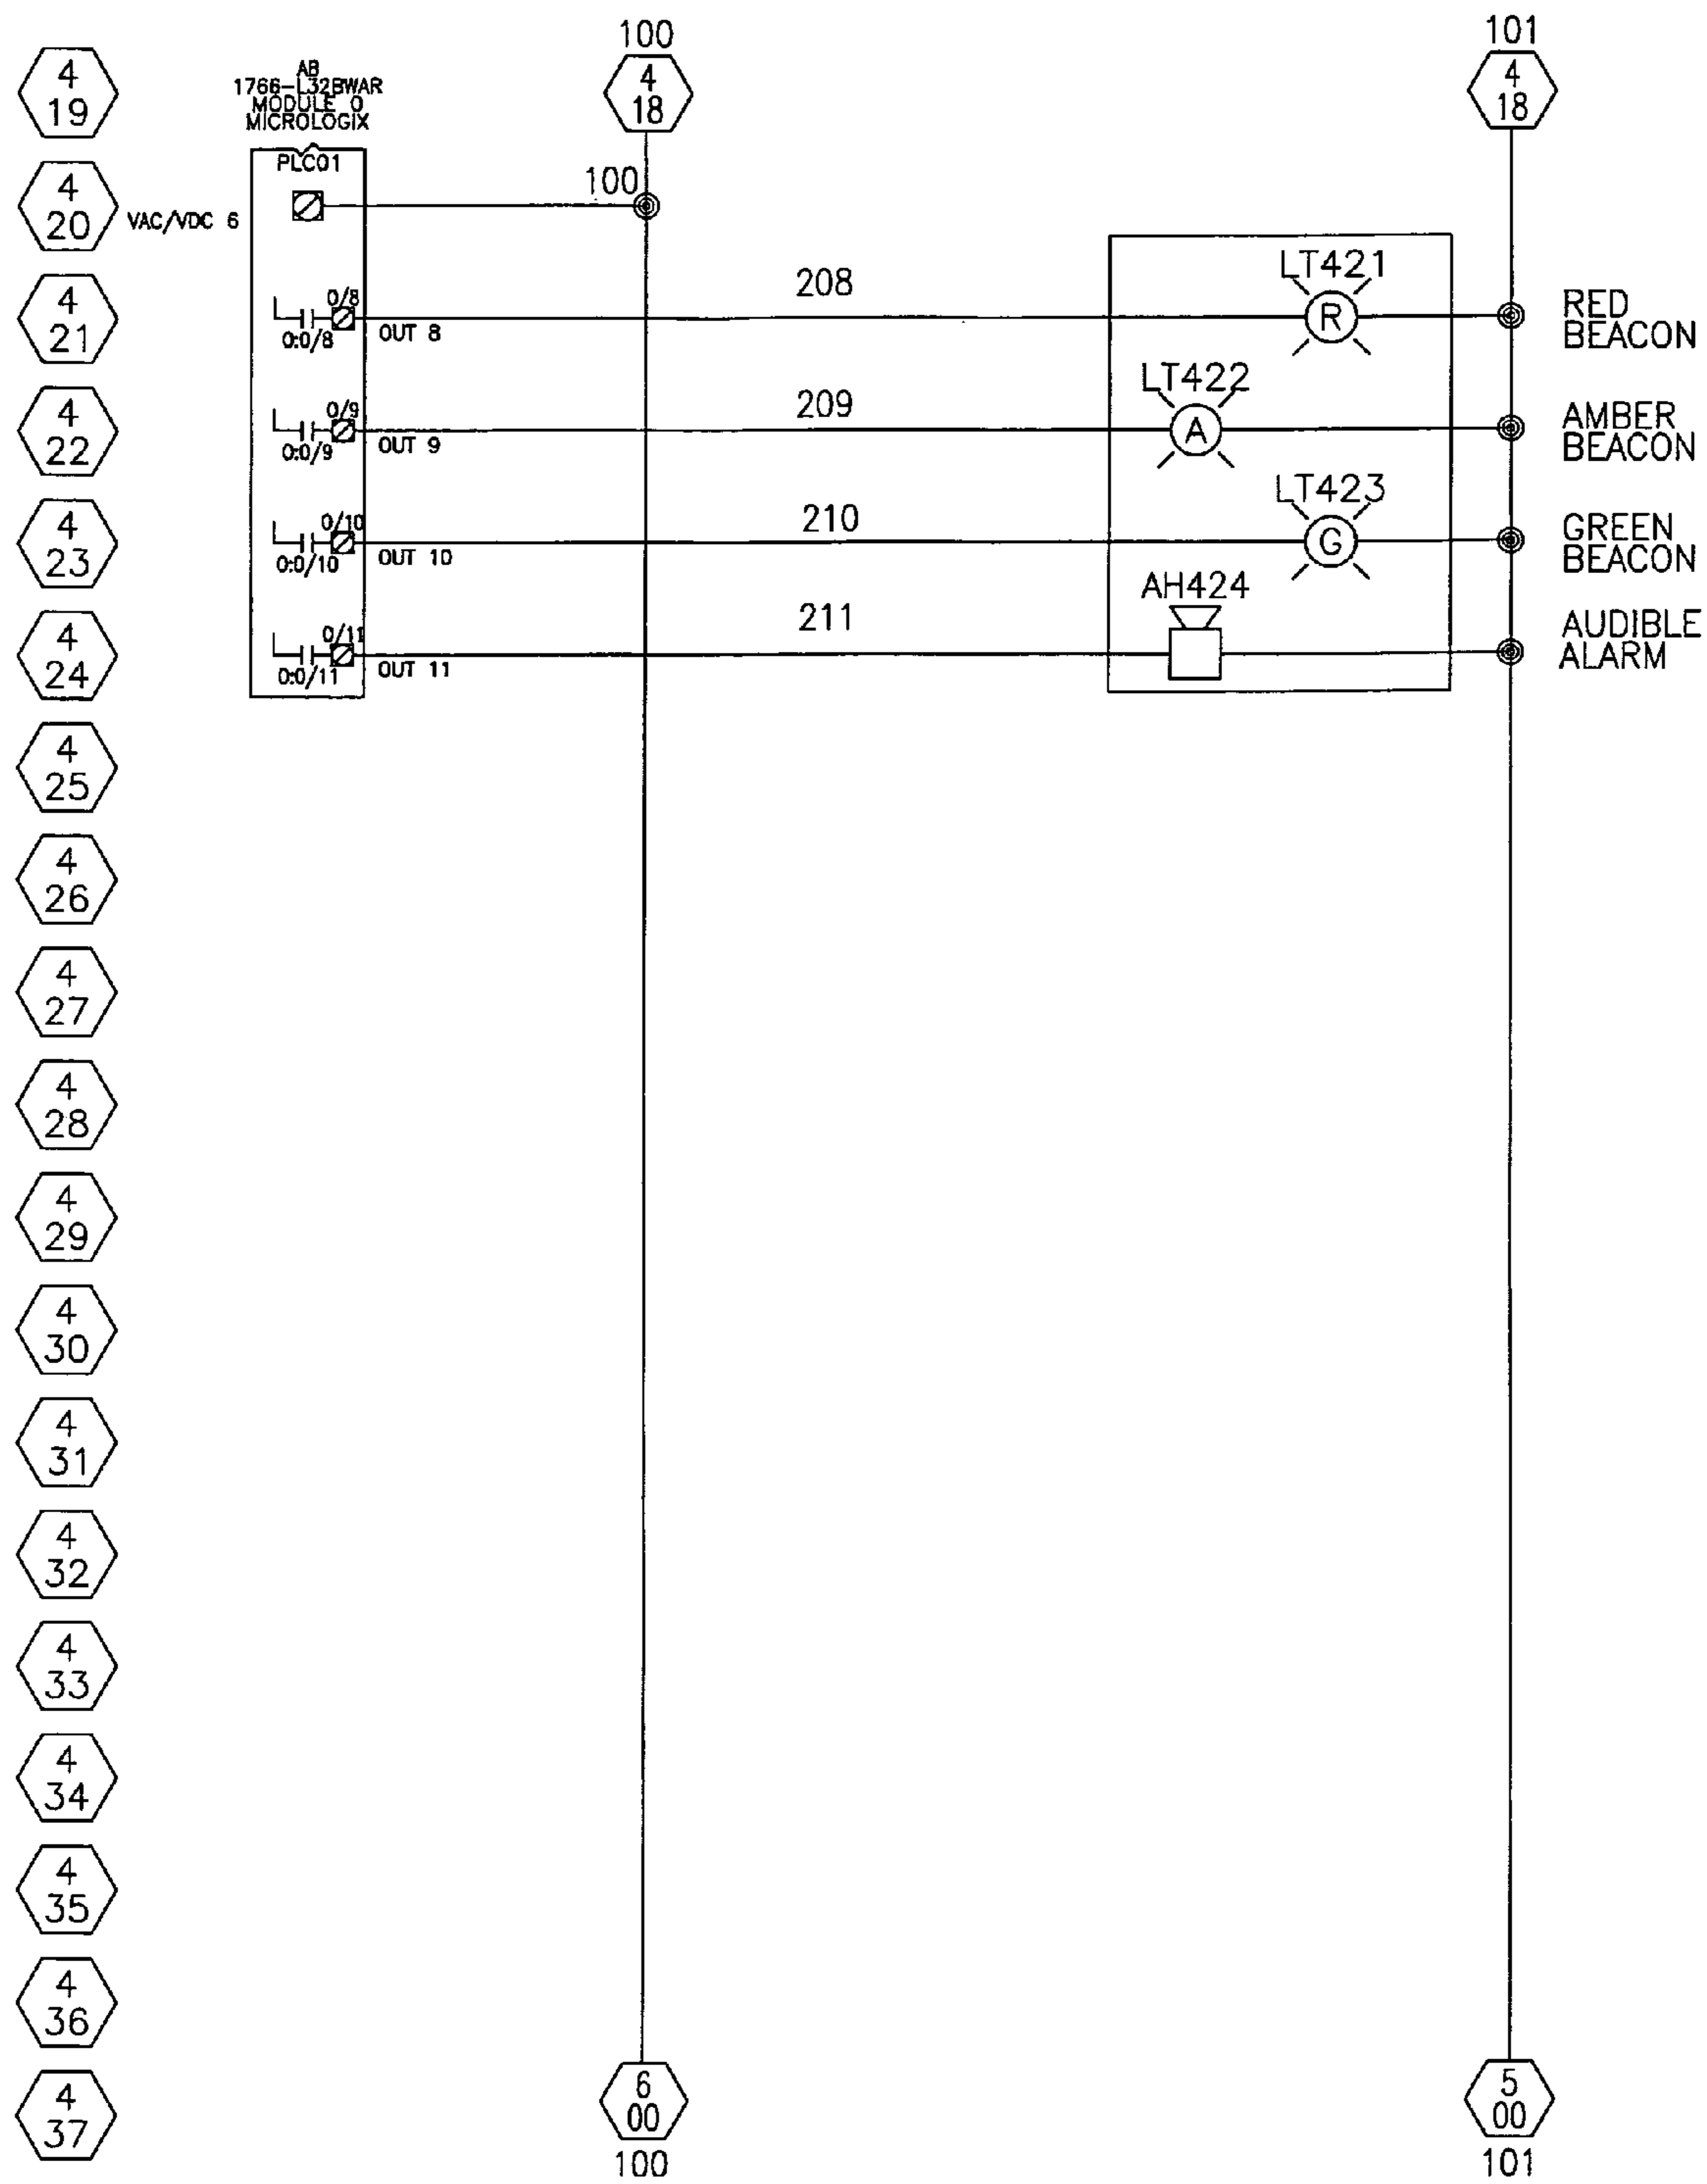 100
101
4
19
AB
1766-L32BWAR
MODULE 0
MICROLOGIX
4
18
4
18
PLC01
4
20
VAC/VDC 6
100
4
21
0/8
0:0/8
OUT 8
208
LT421
R
RED
BEACON
4
22
0/9
0:0/9
OUT 9
209
LT422
A
AMBER
BEACON
4
23
0/10
0:0/10
OUT 10
210
LT423
G
GREEN
BEACON
4
24
0/11
0:0/11
OUT 11
211
AH424
AUDIBLE
ALARM
4
25
4
26
4
27
4
28
4
29
4
30
4
31
4
32
4
33
4
34
4
35
4
36
4
37
6
00
100
5
00
101